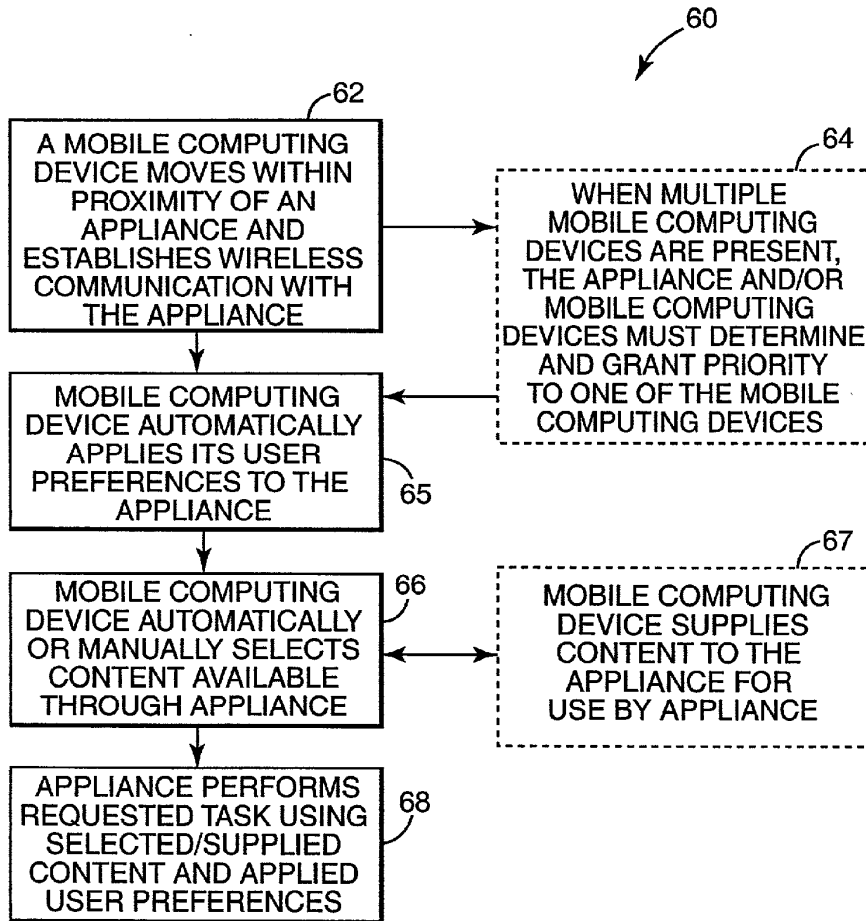 60
62
A MOBILE COMPUTING
DEVICE MOVES WITHIN
PROXIMITY OF AN
APPLIANCE AND
ESTABLISHES WIRELESS
COMMUNICATION WITH
THE APPLIANCE
64
WHEN MULTIPLE
MOBILE COMPUTING
DEVICES ARE PRESENT,
THE APPLIANCE AND/OR
MOBILE COMPUTING
DEVICES MUST DETERMINE
AND GRANT PRIORITY
TO ONE OF THE MOBILE
COMPUTING DEVICES
MOBILE COMPUTING
DEVICE AUTOMATICALLY
APPLIES ITS USER
PREFERENCES TO THE
APPLIANCE
65
MOBILE COMPUTING
DEVICE AUTOMATICALLY
OR MANUALLY SELECTS
CONTENT AVAILABLE
THROUGH APPLIANCE
66
67
MOBILE COMPUTING
DEVICE SUPPLIES
CONTENT TO THE
APPLIANCE FOR
USE BY APPLIANCE
APPLIANCE PERFORMS
REQUESTED TASK USING
SELECTED/SUPPLIED
CONTENT AND APPLIED
USER PREFERENCES
68